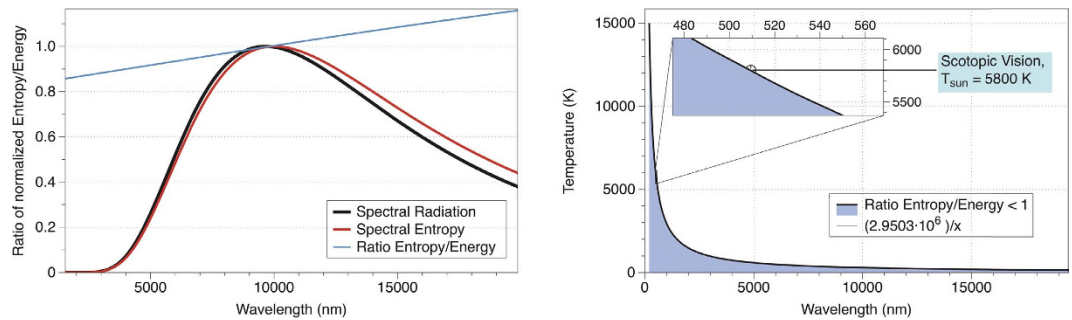 Ratio of normalized Entropy/Energy
1.0
0.8
0.6
0.4
0.2
0
5000
10000
15000
Wavelength (nm)
Spectral Radiation
Spectral Entropy
Ratio Entropy/Energy
Temperature (K)
15000
10000
5000
0
0
5000
10000
15000
Wavelength (nm)
480
500
520
540
560
6000
5500
Scotopic Vision,
Tsun = 5800 K
Ratio Entropy/Energy < 1
(2.9503·10⁶ )/x